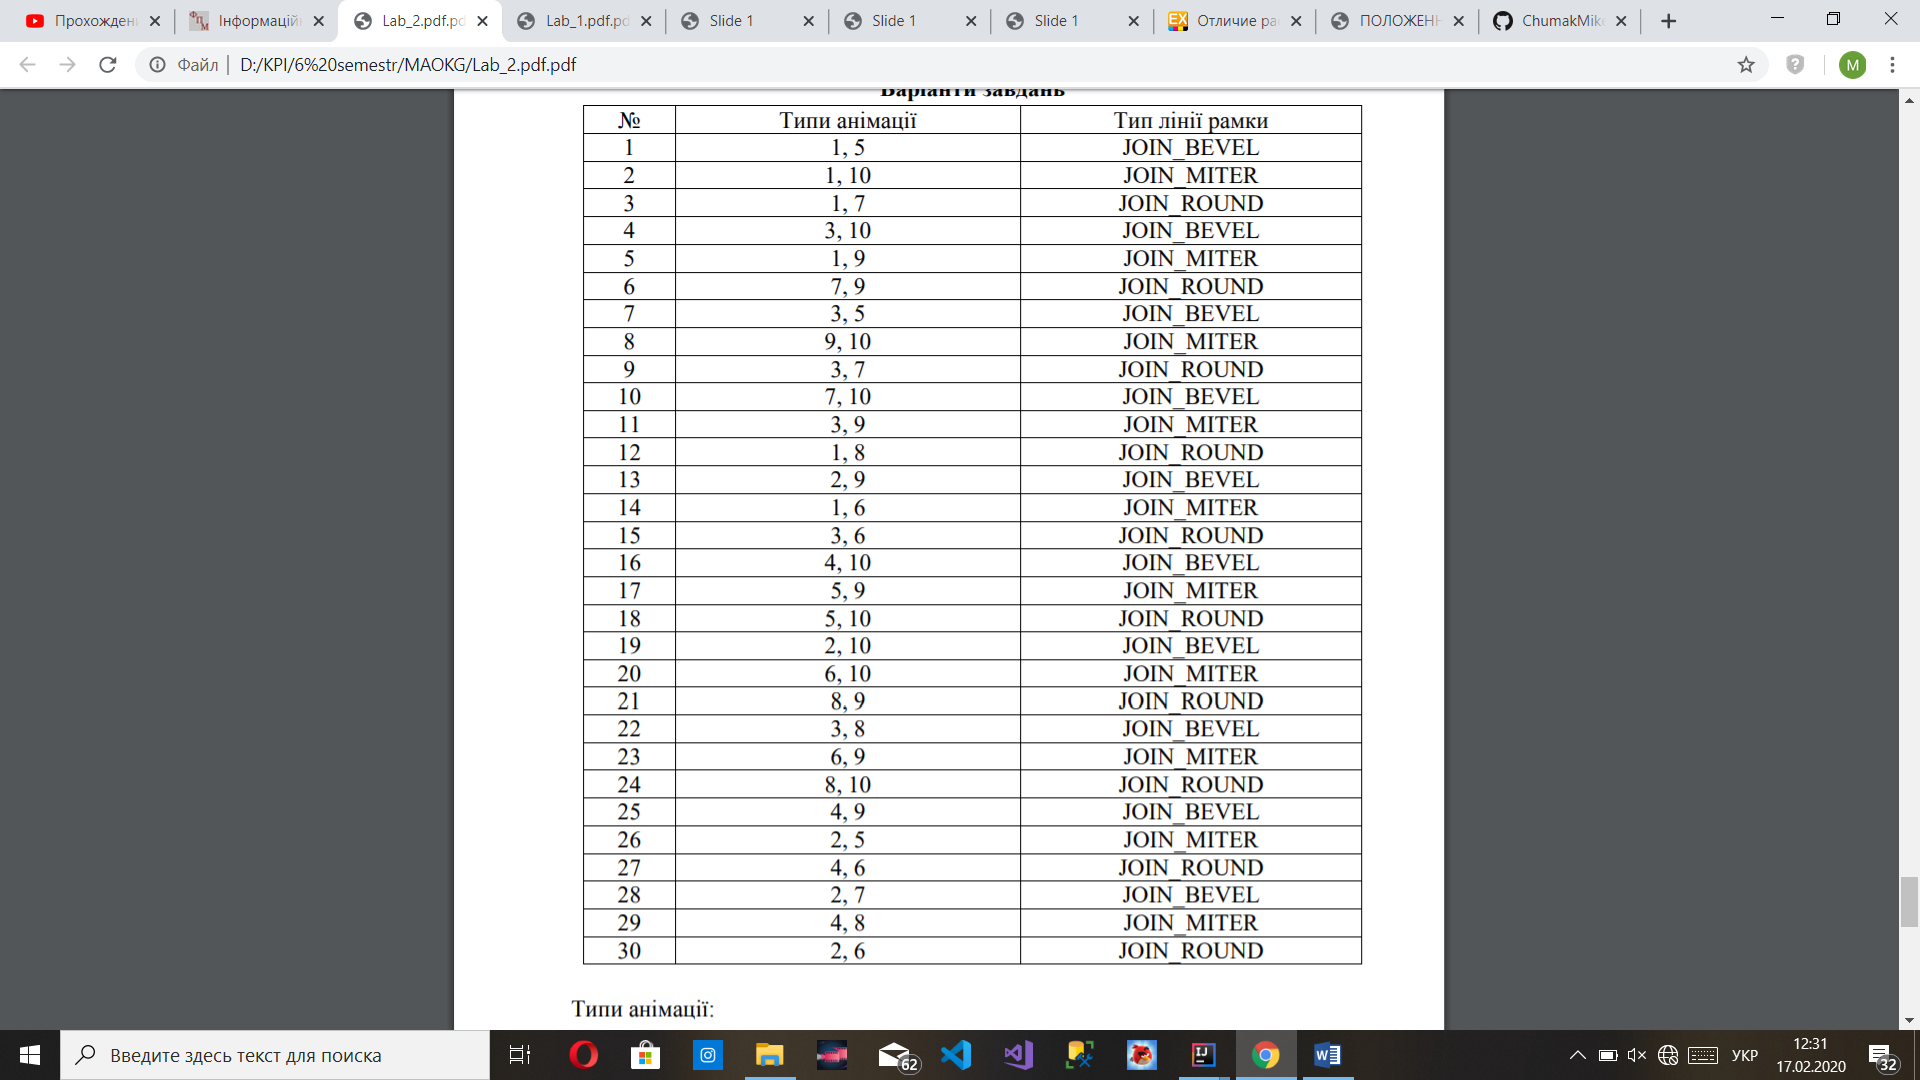 Прохождени
Інформаційн
Lab_2.pdf.pd
Lab_1.pdf.pd
Slide 1
Slide 1
Slide 1
Отличие ра
ПОЛОЖЕНН
ChumakMike
Файл
D:/KPI/6%20semestr/MAOKG/Lab_2.pdf.pdf
M
Варіанти завдань
№ Типи анімації Тип лінії рамки
1 1, 5 JOIN_BEVEL
2 1, 10 JOIN_MITER
3 1, 7 JOIN_ROUND
4 3, 10 JOIN_BEVEL
5 1, 9 JOIN_MITER
6 7, 9 JOIN_ROUND
7 3, 5 JOIN_BEVEL
8 9, 10 JOIN_MITER
9 3, 7 JOIN_ROUND
10 7, 10 JOIN_BEVEL
11 3, 9 JOIN_MITER
12 1, 8 JOIN_ROUND
13 2, 9 JOIN_BEVEL
14 1, 6 JOIN_MITER
15 3, 6 JOIN_ROUND
16 4, 10 JOIN_BEVEL
17 5, 9 JOIN_MITER
18 5, 10 JOIN_ROUND
19 2, 10 JOIN_BEVEL
20 6, 10 JOIN_MITER
21 8, 9 JOIN_ROUND
22 3, 8 JOIN_BEVEL
23 6, 9 JOIN_MITER
24 8, 10 JOIN_ROUND
25 4, 9 JOIN_BEVEL
26 2, 5 JOIN_MITER
27 4, 6 JOIN_ROUND
28 2, 7 JOIN_BEVEL
29 4, 8 JOIN_MITER
30 2, 6 JOIN_ROUND
Типи анімації:
Введите здесь текст для поиска
62
УКР
12:31
17.02.2020
32